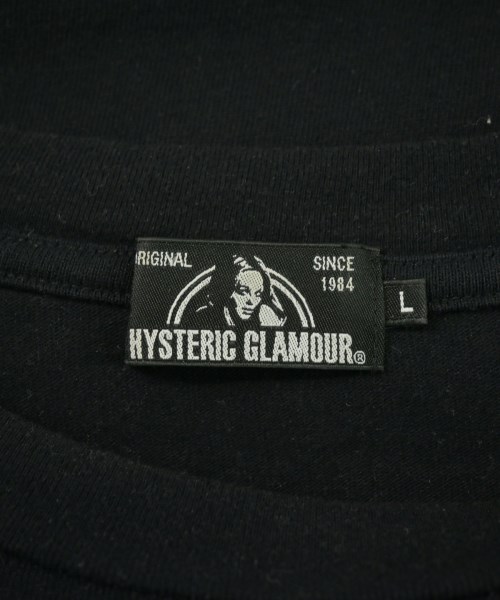 ORIGINAL
SINCE
1984
L
HYSTERIC GLAMOUR®